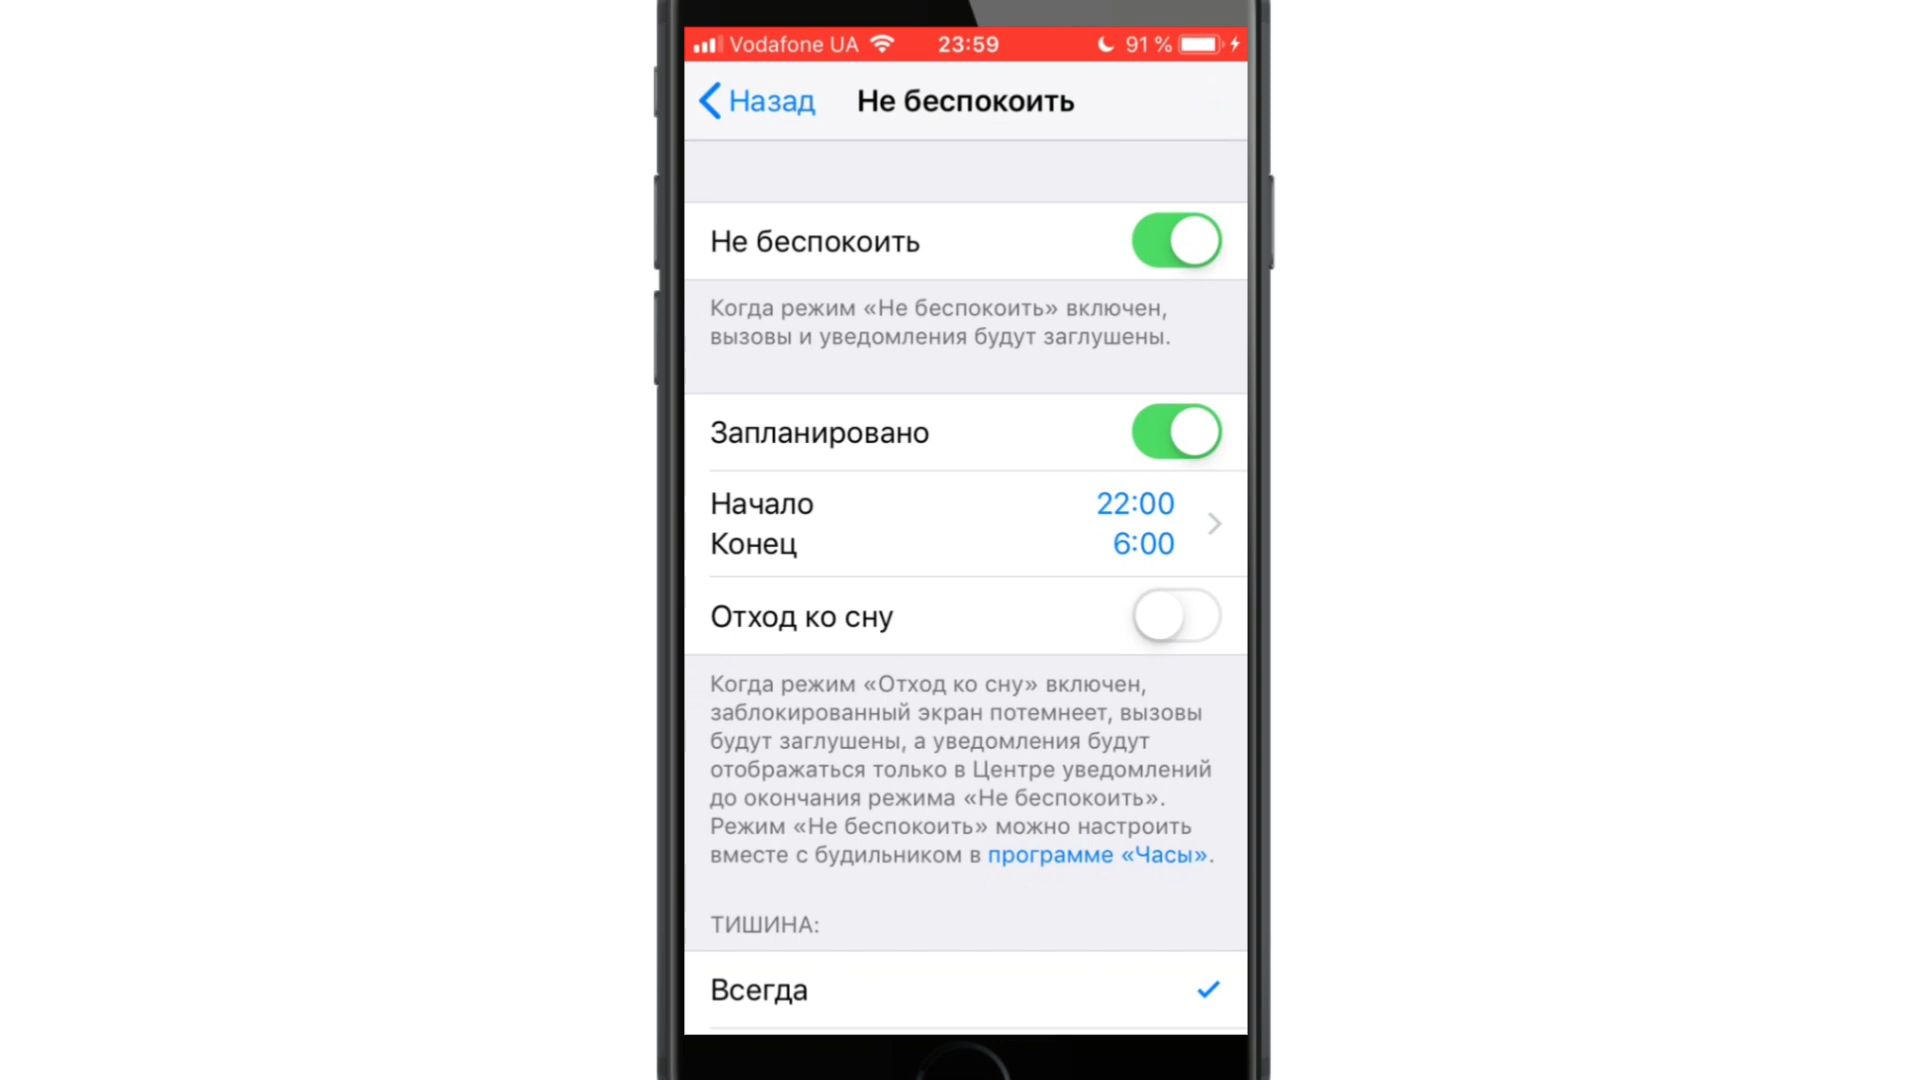 Vodafone UA 23:59 91 %
Назад Не беспокоить
Не беспокоить
Когда режим «Не беспокоить» включен,
вызовы и уведомления будут заглушены.
Запланировано
Начало 22:00
Конец 6:00
Отход ко сну
Когда режим «Отход ко сну» включен,
заблокированный экран потемнеет, вызовы
будут заглушены, а уведомления будут
отображаться только в Центре уведомлений
до окончания режима «Не беспокоить».
Режим «Не беспокоить» можно настроить
вместе с будильником в программе «Часы».
ТИШИНА:
Всегда